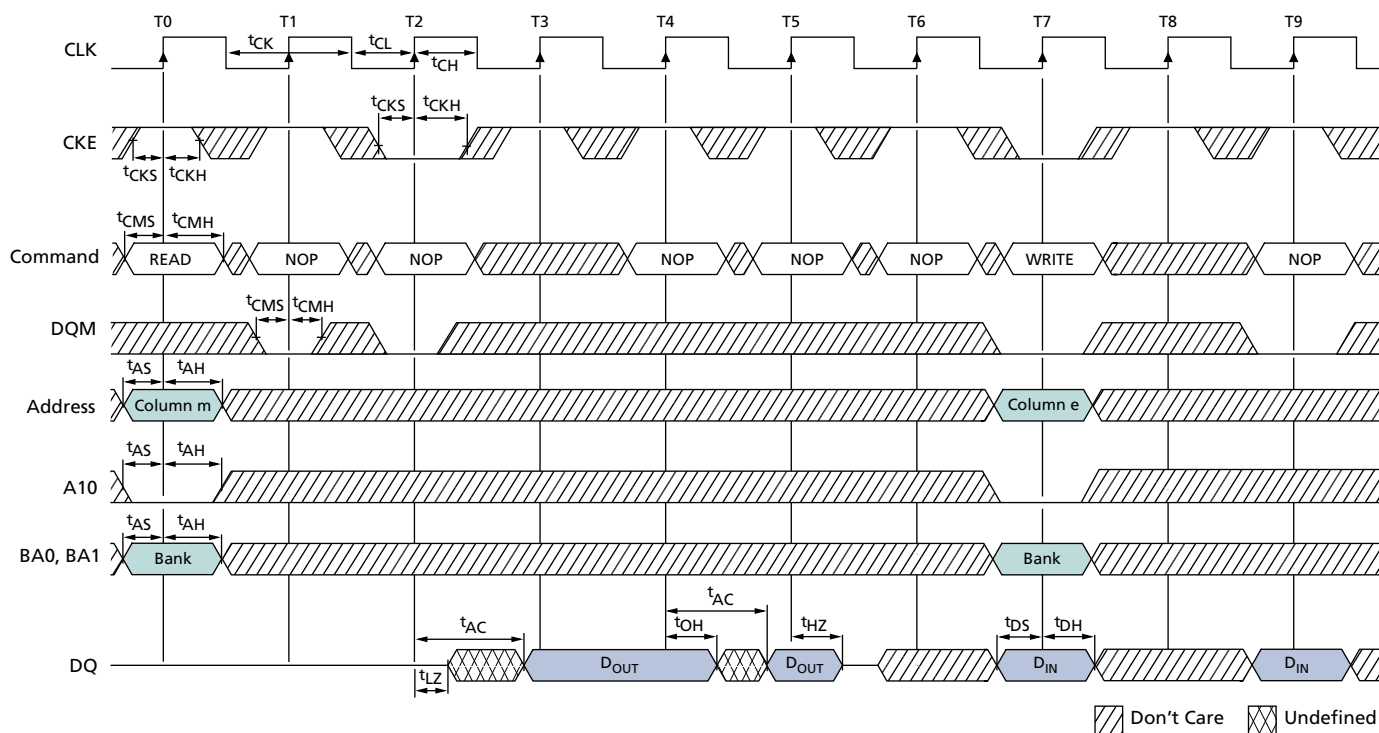 T0 T1 T2 T3 T4 T5 T6 T7 T8 T9
CLK
tCK tCL
tCH
tCKS tCKH
CKE
tCKS tCKH
tCMS tCMH
Command READ NOP NOP NOP NOP NOP WRITE NOP
tCMS tCMH
DQM
tAS tAH
Address Column m Column e
tAS tAH
A10
tAS tAH
BA0, BA1 Bank Bank
tAC
tAC tOH tHZ tDS tDH
DQ DOUT DOUT DIN DIN
tLZ
Don't Care Undefined